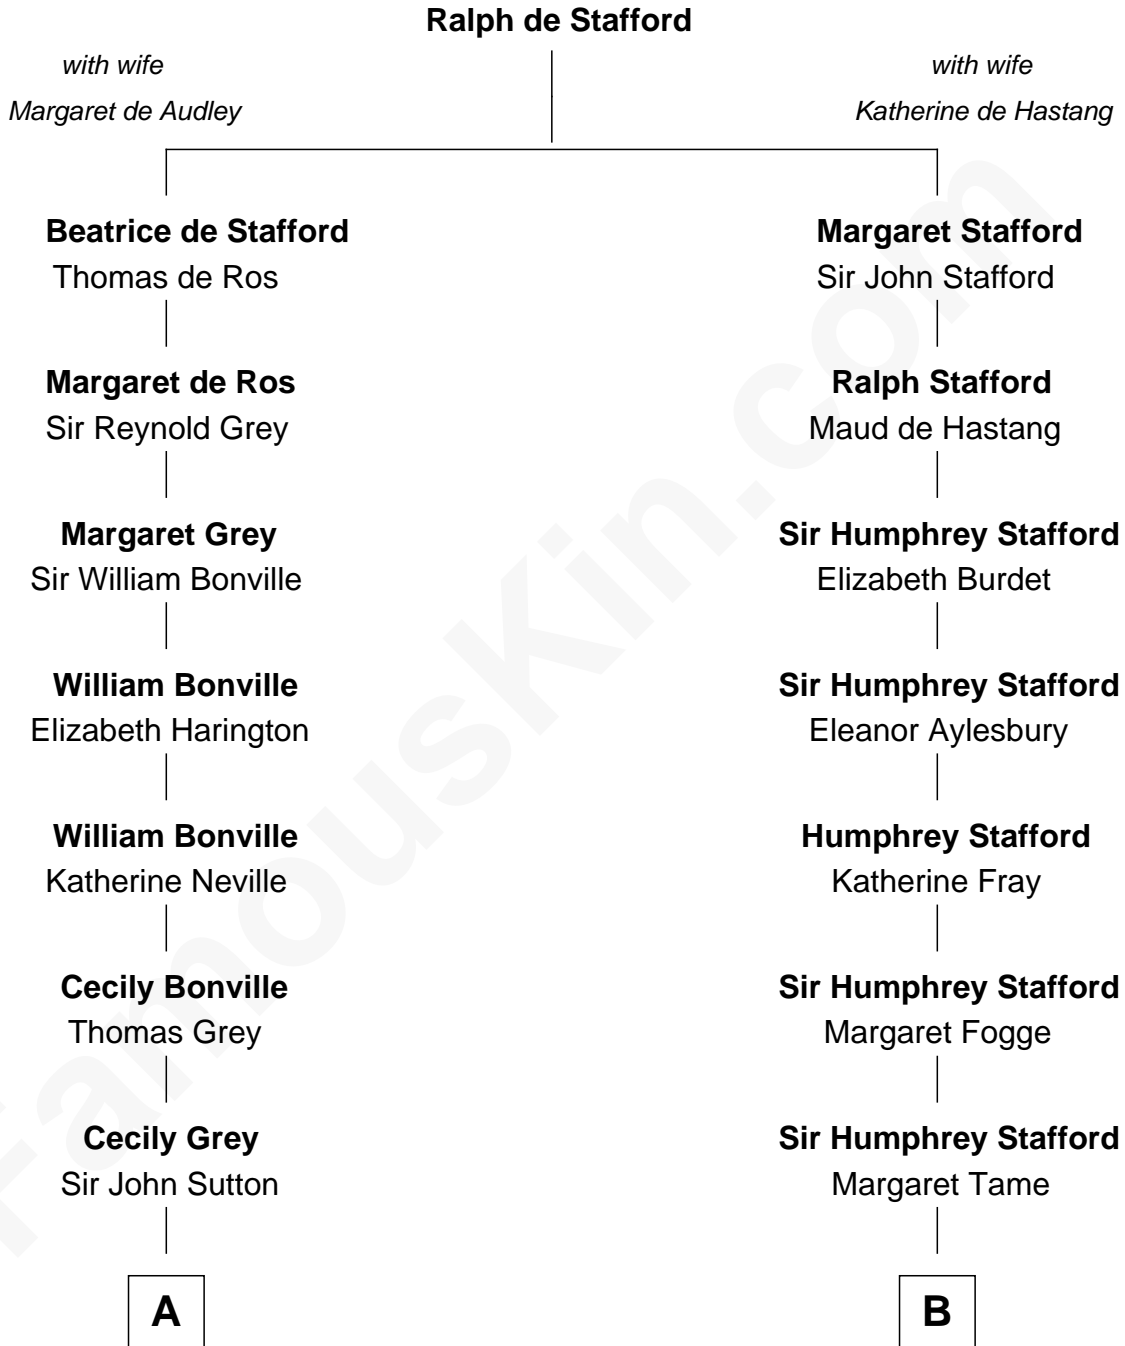 Ralph de Stafford
with wife
Margaret de Audley
with wife
Katherine de Hastang
Beatrice de Stafford
Thomas de Ros
Margaret de Ros
Sir Reynold Grey
Margaret Grey
Sir William Bonville
William Bonville
Elizabeth Harington
William Bonville
Katherine Neville
Cecily Bonville
Thomas Grey
Cecily Grey
Sir John Sutton
A
Margaret Stafford
Sir John Stafford
Ralph Stafford
Maud de Hastang
Sir Humphrey Stafford
Elizabeth Burdet
Sir Humphrey Stafford
Eleanor Aylesbury
Humphrey Stafford
Katherine Fray
Sir Humphrey Stafford
Margaret Fogge
Sir Humphrey Stafford
Margaret Tame
B
FamousKin.com